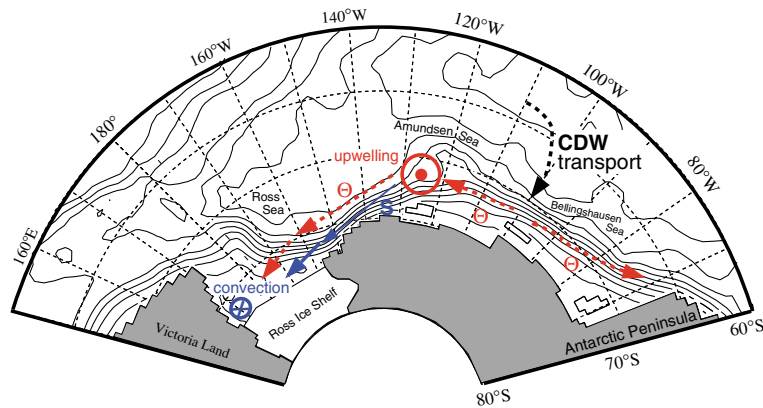 140°W
120°W
160°W
100°W
180°
80°W
160°E
60°S
70°S
80°S
Amundsen Sea
CDW
transport
upwelling
Θ
Ross
Sea
S
Θ
Bellingshausen
Sea
Θ
convection
Ross Ice Shelf
Victoria Land
Antarctic Peninsula